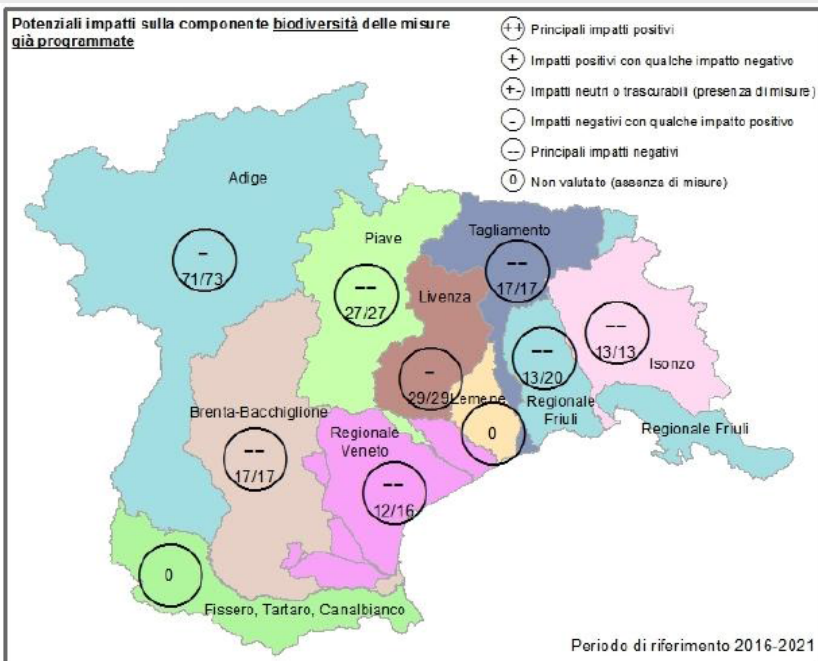 Potenziali impatti sulla componente biodiversità delle misure
già programmate
++ Principali impatti positivi
+ Impatti positivi con qualche impatto negativo
+- Impatti neutri o trascurabili (presenza di misure)
- Impatti negativi con qualche impatto positivo
-- Principali impatti negativi
0 Non valutato (assenza di misure)
Adige
-
71/73
Piave
--
27/27
Tagliamento
--
17/17
Livenza
-
29/29
Lemene
0
--
13/20
Regionale
Friuli
--
13/13
Isonzo
Regionale Friuli
Brenta-Bacchiglione
--
17/17
Regionale
Veneto
--
12/16
0
Fissero, Tartaro, Canalbianco
Periodo di riferimento 2016-2021